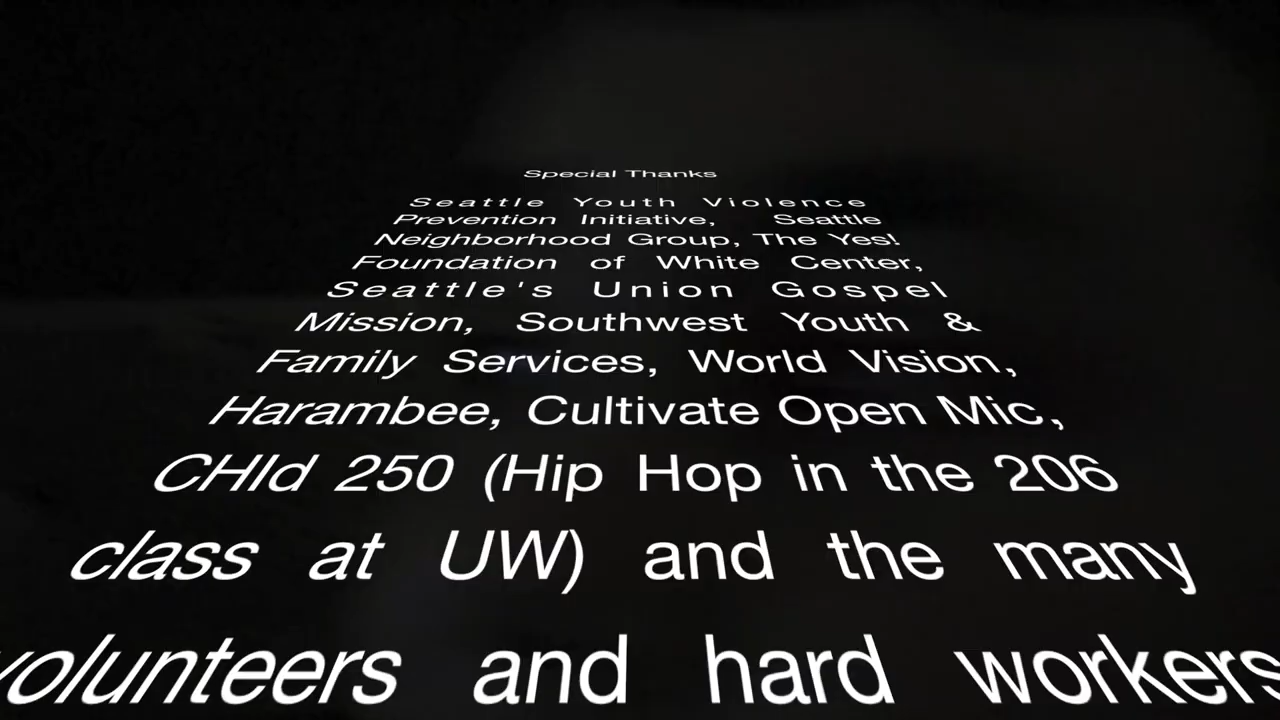 Special Thanks
Seattle Youth Violence
Prevention Initiative, Seattle
Neighborhood Group, The Yes!
Foundation of White Center,
Seattle's Union Gospel
Mission, Southwest Youth &
Family Services, World Vision,
Harambee, Cultivate Open Mic,
CHId 250 (Hip Hop in the 206
class at UW) and the many
volunteers and hard workers